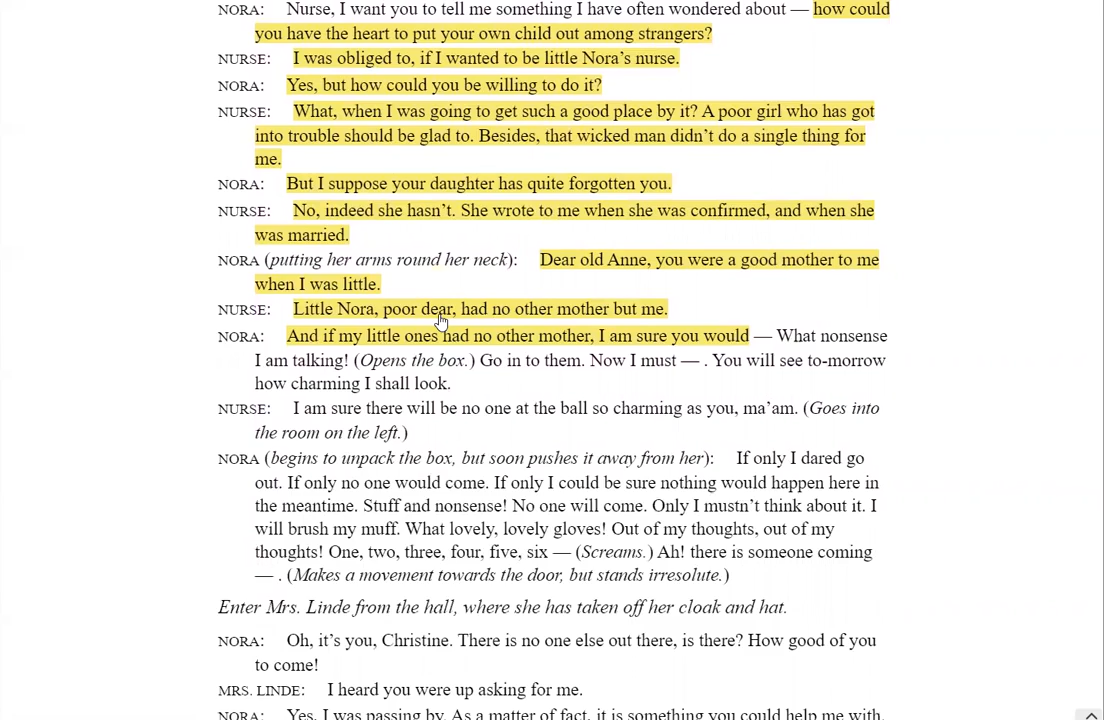 NORA: Nurse, I want you to tell me something I have often wondered about — how could
you have the heart to put your own child out among strangers?
NURSE: I was obliged to, if I wanted to be little Nora’s nurse.
NORA: Yes, but how could you be willing to do it?
NURSE: What, when I was going to get such a good place by it? A poor girl who has got
into trouble should be glad to. Besides, that wicked man didn’t do a single thing for
me.
NORA: But I suppose your daughter has quite forgotten you.
NURSE: No, indeed she hasn’t. She wrote to me when she was confirmed, and when she
was married.
NORA (putting her arms round her neck): Dear old Anne, you were a good mother to me
when I was little.
NURSE: Little Nora, poor dear, had no other mother but me.
NORA: And if my little ones had no other mother, I am sure you would — What nonsense
I am talking! (Opens the box.) Go in to them. Now I must — . You will see to-morrow
how charming I shall look.
NURSE: I am sure there will be no one at the ball so charming as you, ma’am. (Goes into
the room on the left.)
NORA (begins to unpack the box, but soon pushes it away from her): If only I dared go
out. If only no one would come. If only I could be sure nothing would happen here in
the meantime. Stuff and nonsense! No one will come. Only I mustn’t think about it. I
will brush my muff. What lovely, lovely gloves! Out of my thoughts, out of my
thoughts! One, two, three, four, five, six — (Screams.) Ah! there is someone coming
— . (Makes a movement towards the door, but stands irresolute.)
Enter Mrs. Linde from the hall, where she has taken off her cloak and hat.
NORA: Oh, it’s you, Christine. There is no one else out there, is there? How good of you
to come!
MRS. LINDE: I heard you were up asking for me.
NORA: Yes, I was passing by. As a matter of fact, it is something you could help me with.